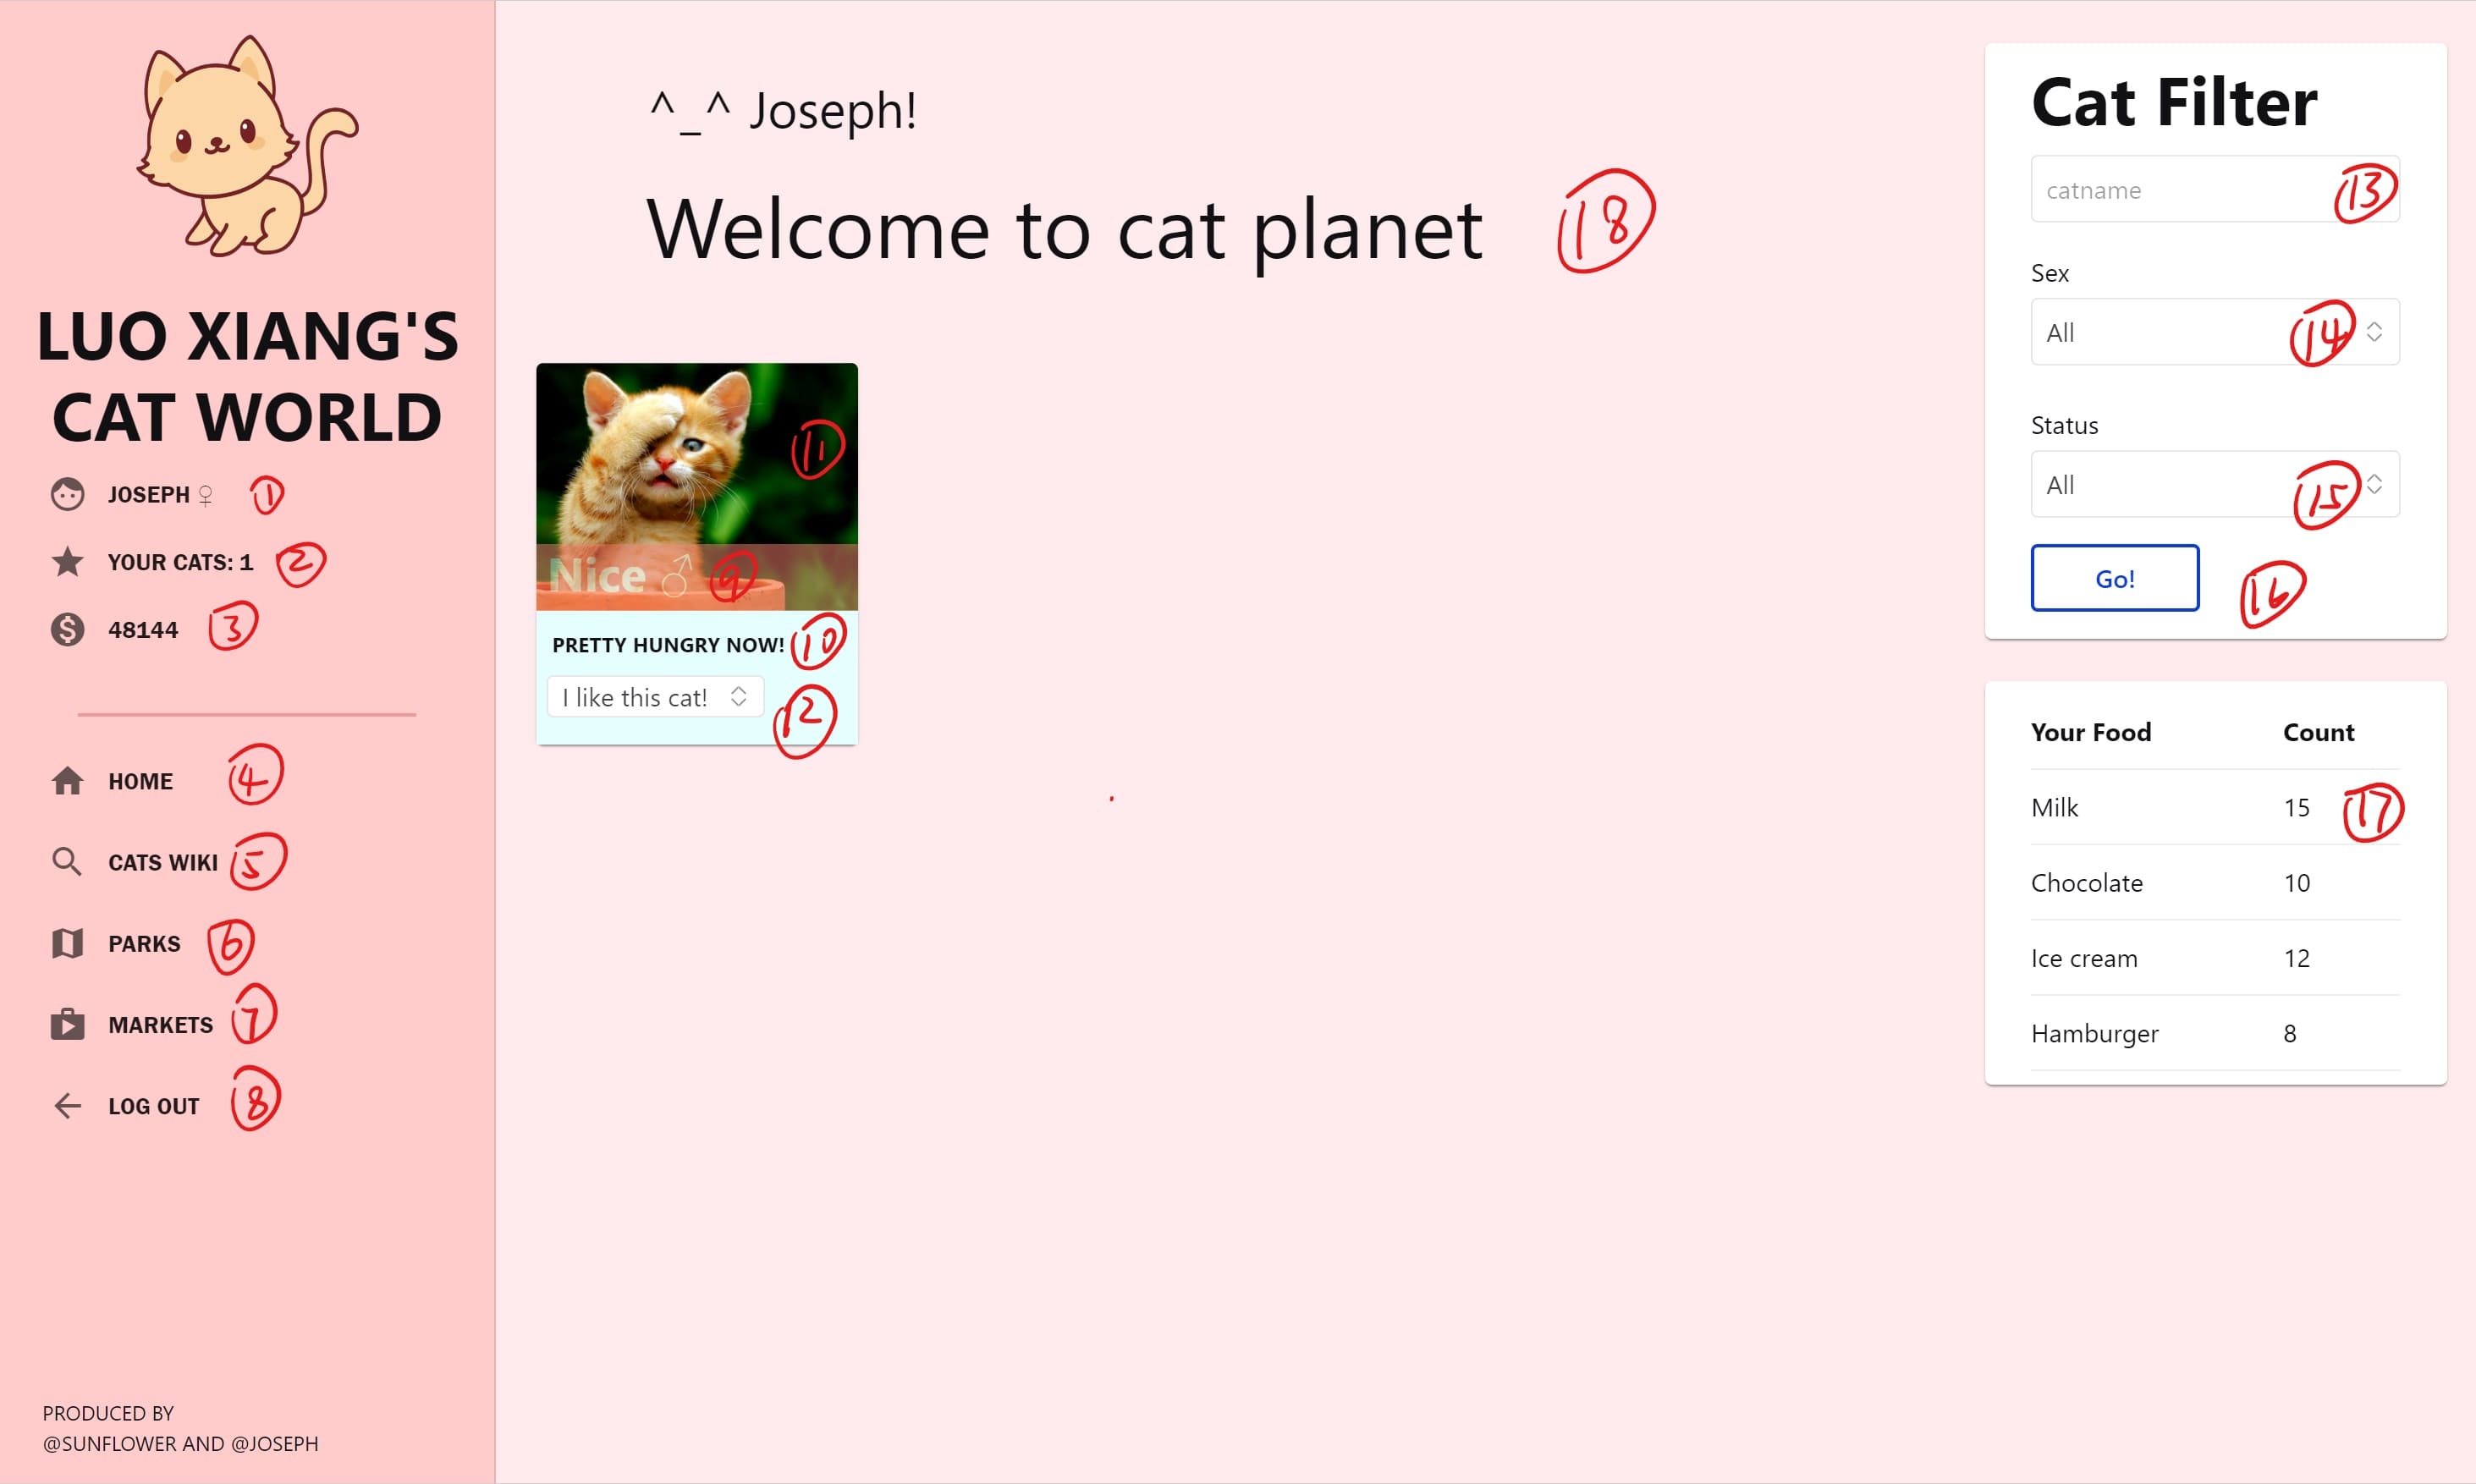 LUO XIANG'S
CAT WORLD
JOSEPH ♀ 1
YOUR CATS: 1 2
48144 3
HOME 4
CATS WIKI 5
PARKS 6
MARKETS 7
LOG OUT 8
PRODUCED BY
@SUNFLOWER AND @JOSEPH
^_^ Joseph!
Welcome to cat planet 18
11
Nice ♂ 9
PRETTY HUNGRY NOW! 10
I like this cat! 12
Cat Filter
catname 13
Sex
All 14
Status
All 15
Go! 16
Your Food Count
Milk 15 17
Chocolate 10
Ice cream 12
Hamburger 8